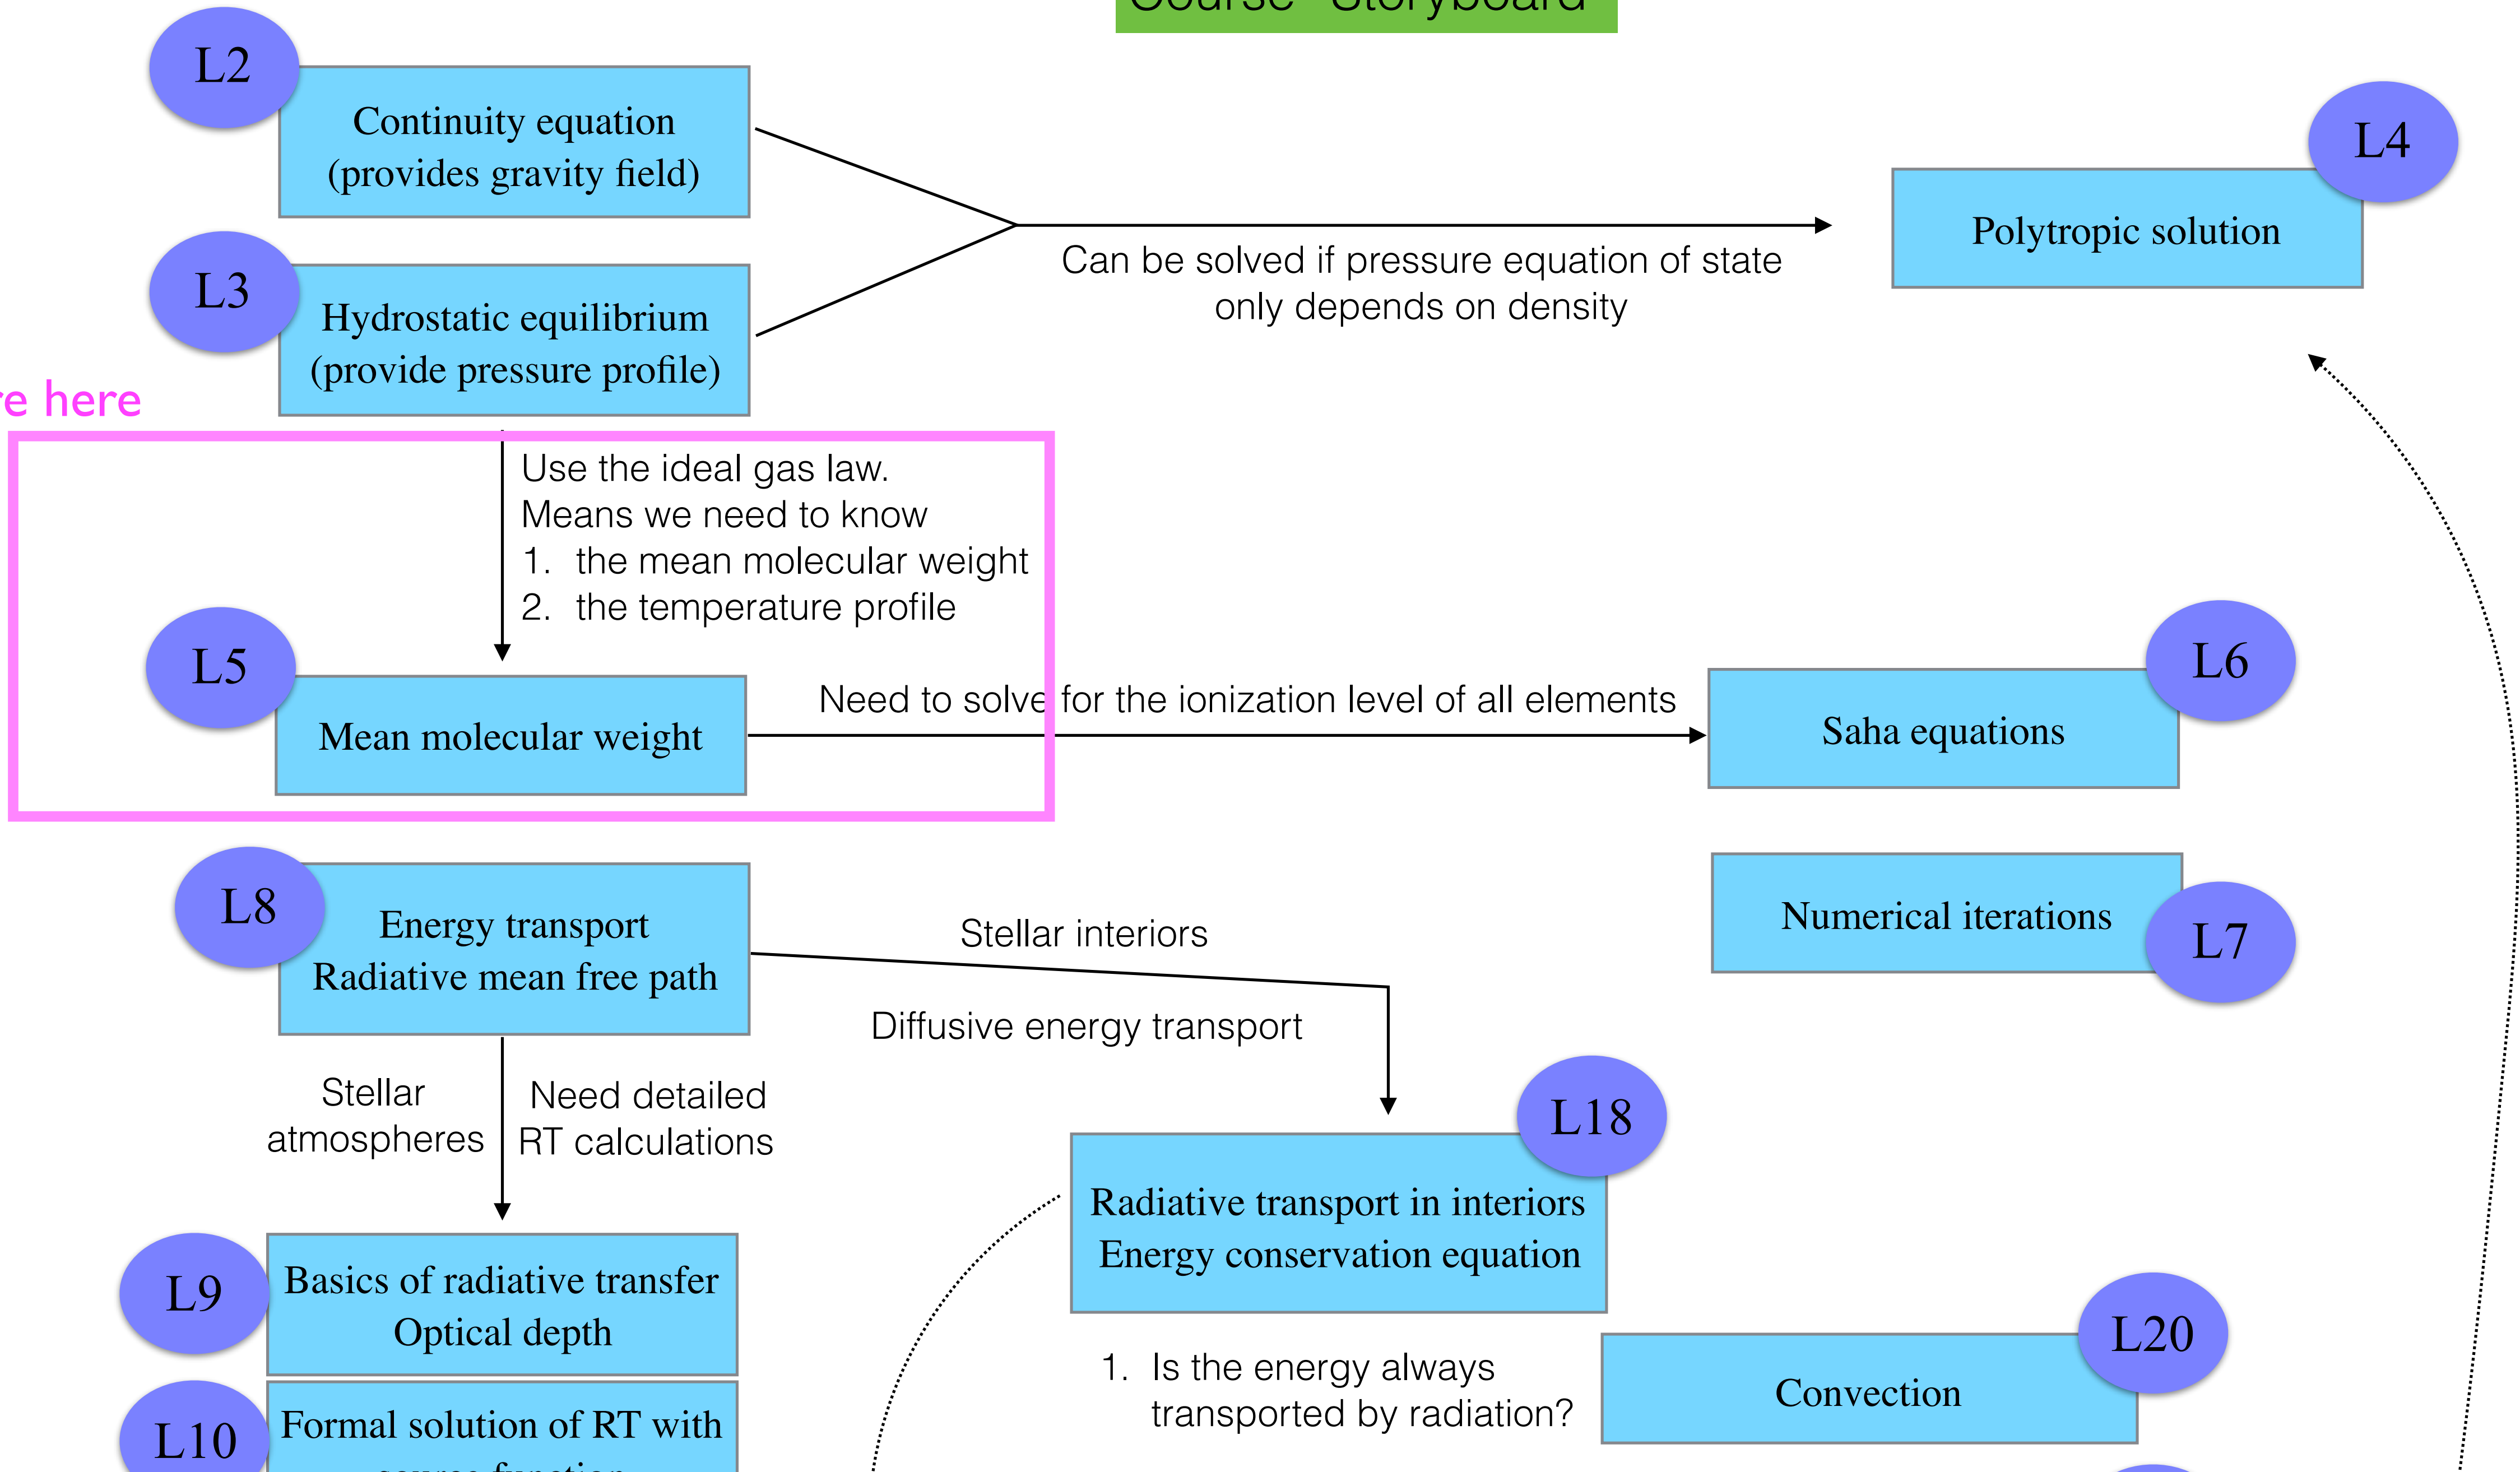 Course "Storyboard"
L2
Continuity equation
(provides gravity field)
L4
Polytropic solution
L3
Hydrostatic equilibrium
(provide pressure profile)
Can be solved if pressure equation of state
only depends on density
here
Use the ideal gas law.
Means we need to know
1. the mean molecular weight
2. the temperature profile
L5
Mean molecular weight
Need to solve for the ionization level of all elements
L6
Saha equations
L8
Energy transport
Radiative mean free path
Numerical iterations
L7
Stellar interiors
Diffusive energy transport
Stellar
atmospheres
Need detailed
RT calculations
L18
Radiative transport in interiors
Energy conservation equation
L9
Basics of radiative transfer
Optical depth
1. Is the energy always
transported by radiation?
L20
Convection
L10
Formal solution of RT with
source function